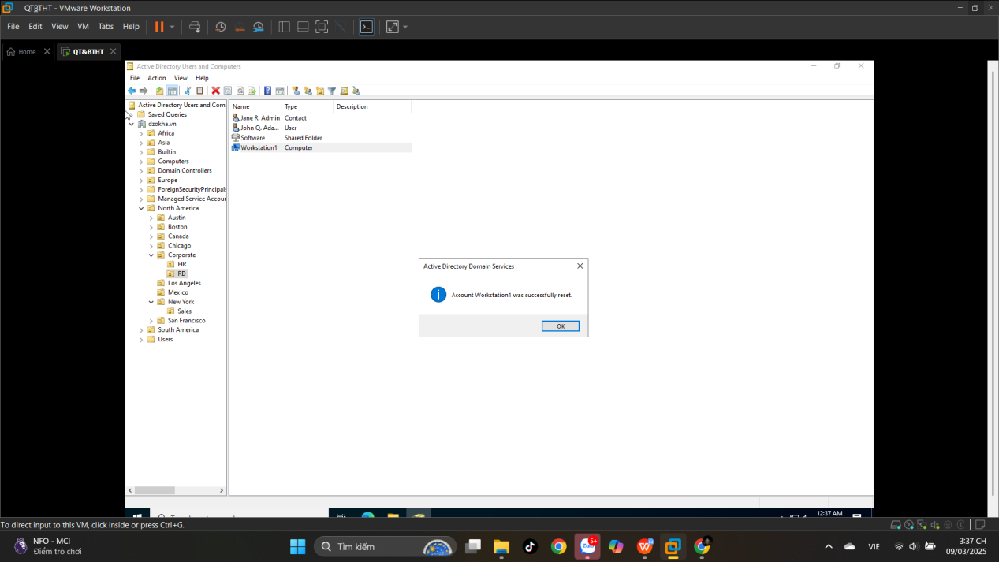 QTBTHT - VMware Workstation
File Edit View VM Tabs Help
Home QT&BTHT
Active Directory Users and Computers
File Action View Help
Active Directory Users and Com
Saved Queries
dzokha.vn
Africa
Asia
Builtin
Computers
Domain Controllers
Europe
ForeignSecurityPrincipals
Managed Service Accour
North America
Austin
Boston
Canada
Chicago
Corporate
HR
RD
Los Angeles
Mexico
New York
Sales
San Francisco
South America
Users
Name Type Description
Jane R. Admin Contact
John Q. Ada... User
Software Shared Folder
Workstation1 Computer
Active Directory Domain Services
Account Workstation1 was successfully reset.
OK
12:37 AM
To direct input to this VM, click inside or press Ctrl+G.
NFO - MCI
Điểm trò chơi
Tìm kiếm
Zalo
5+
VIE
3:37 CH
09/03/2025